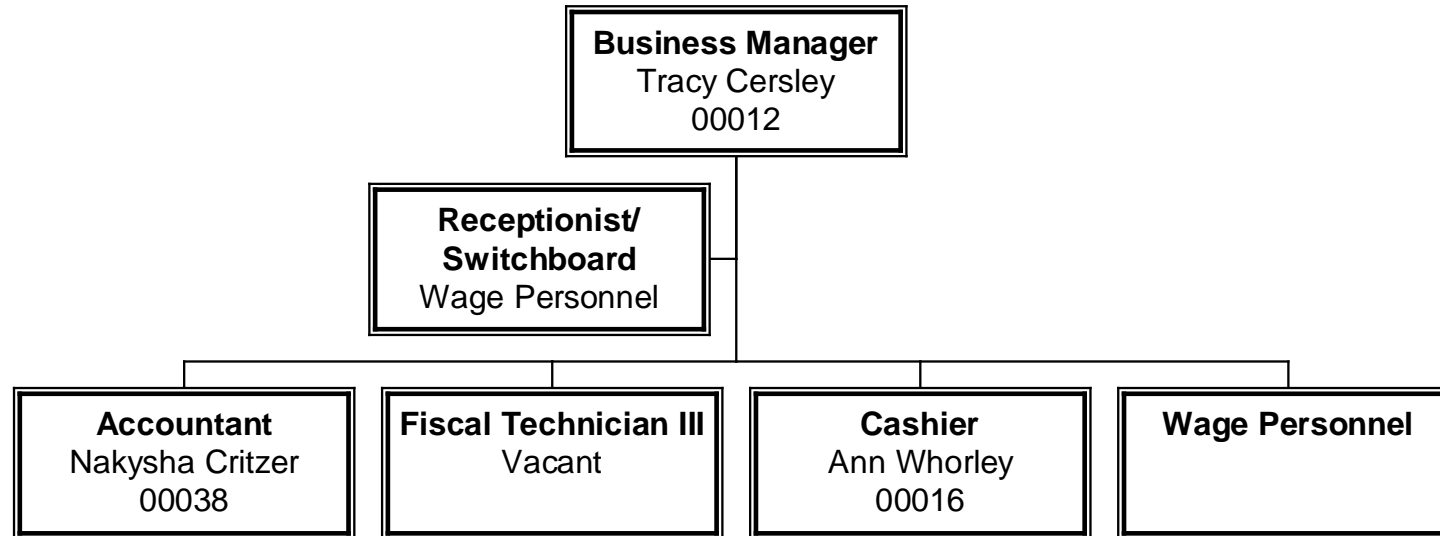 Business Manager
Tracy Cersley
00012
Receptionist/
Switchboard
Wage Personnel
Accountant
Nakysha Critzer
00038
Fiscal Technician III
Vacant
Cashier
Ann Whorley
00016
Wage Personnel